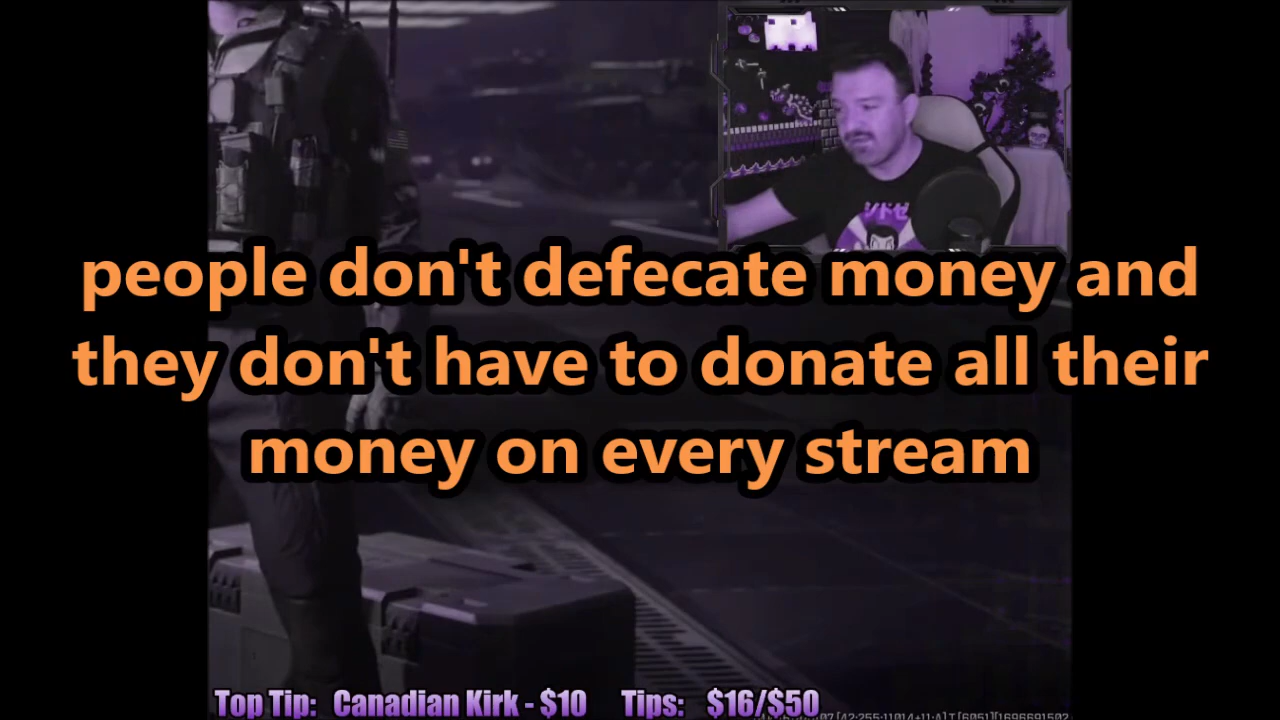 people don't defecate money and
they don't have to donate all their
money on every stream
Top Tip: Canadian Kirk - $10 Tips: $16/$50